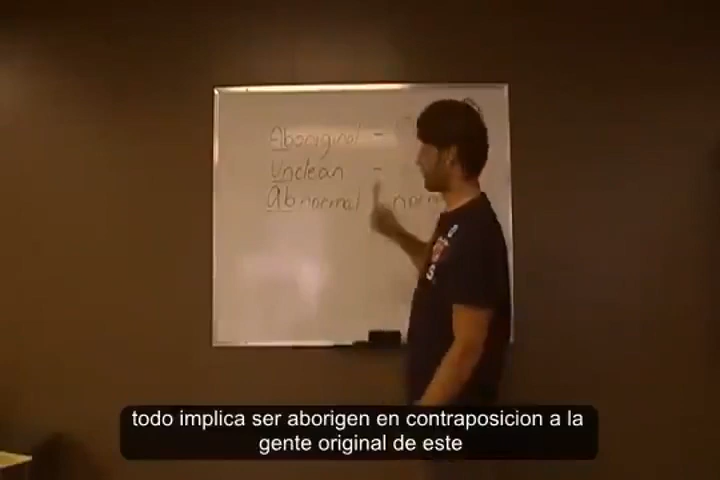 Aboriginal -
Unclean -
Abnormal - norm
todo implica ser aborigen en contraposicion a la
gente original de este